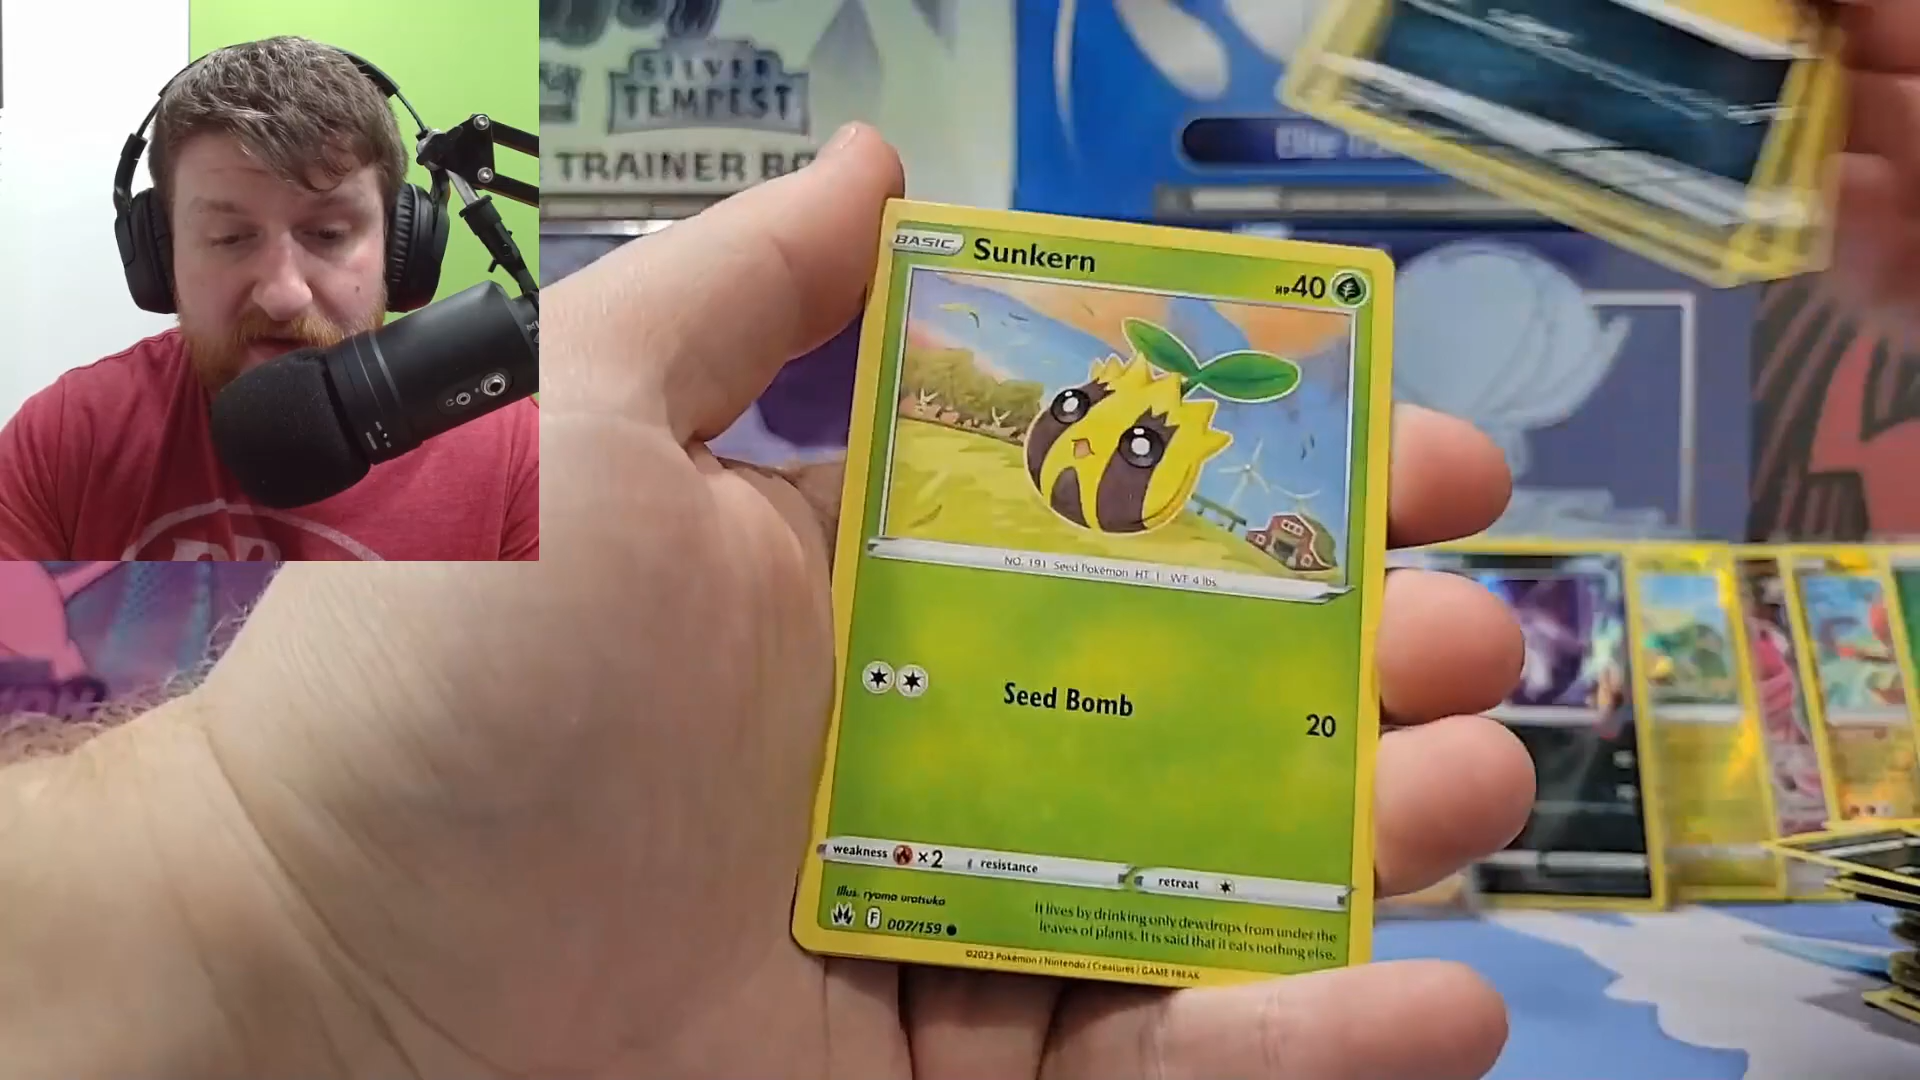 SILVER
TEMPEST
TRAINER
BASIC Sunkern
HP40
NO. 191 Seed Pokémon HT 1' WT 4 lbs.
Seed Bomb 20
weakness ×2 resistance retreat
Illus. ryoma uratsuka
F 007/159
It lives by drinking only dewdrops from under the
leaves of plants. It is said that it eats nothing else.
©2023 Pokémon / Nintendo / Creatures / GAME FREAK